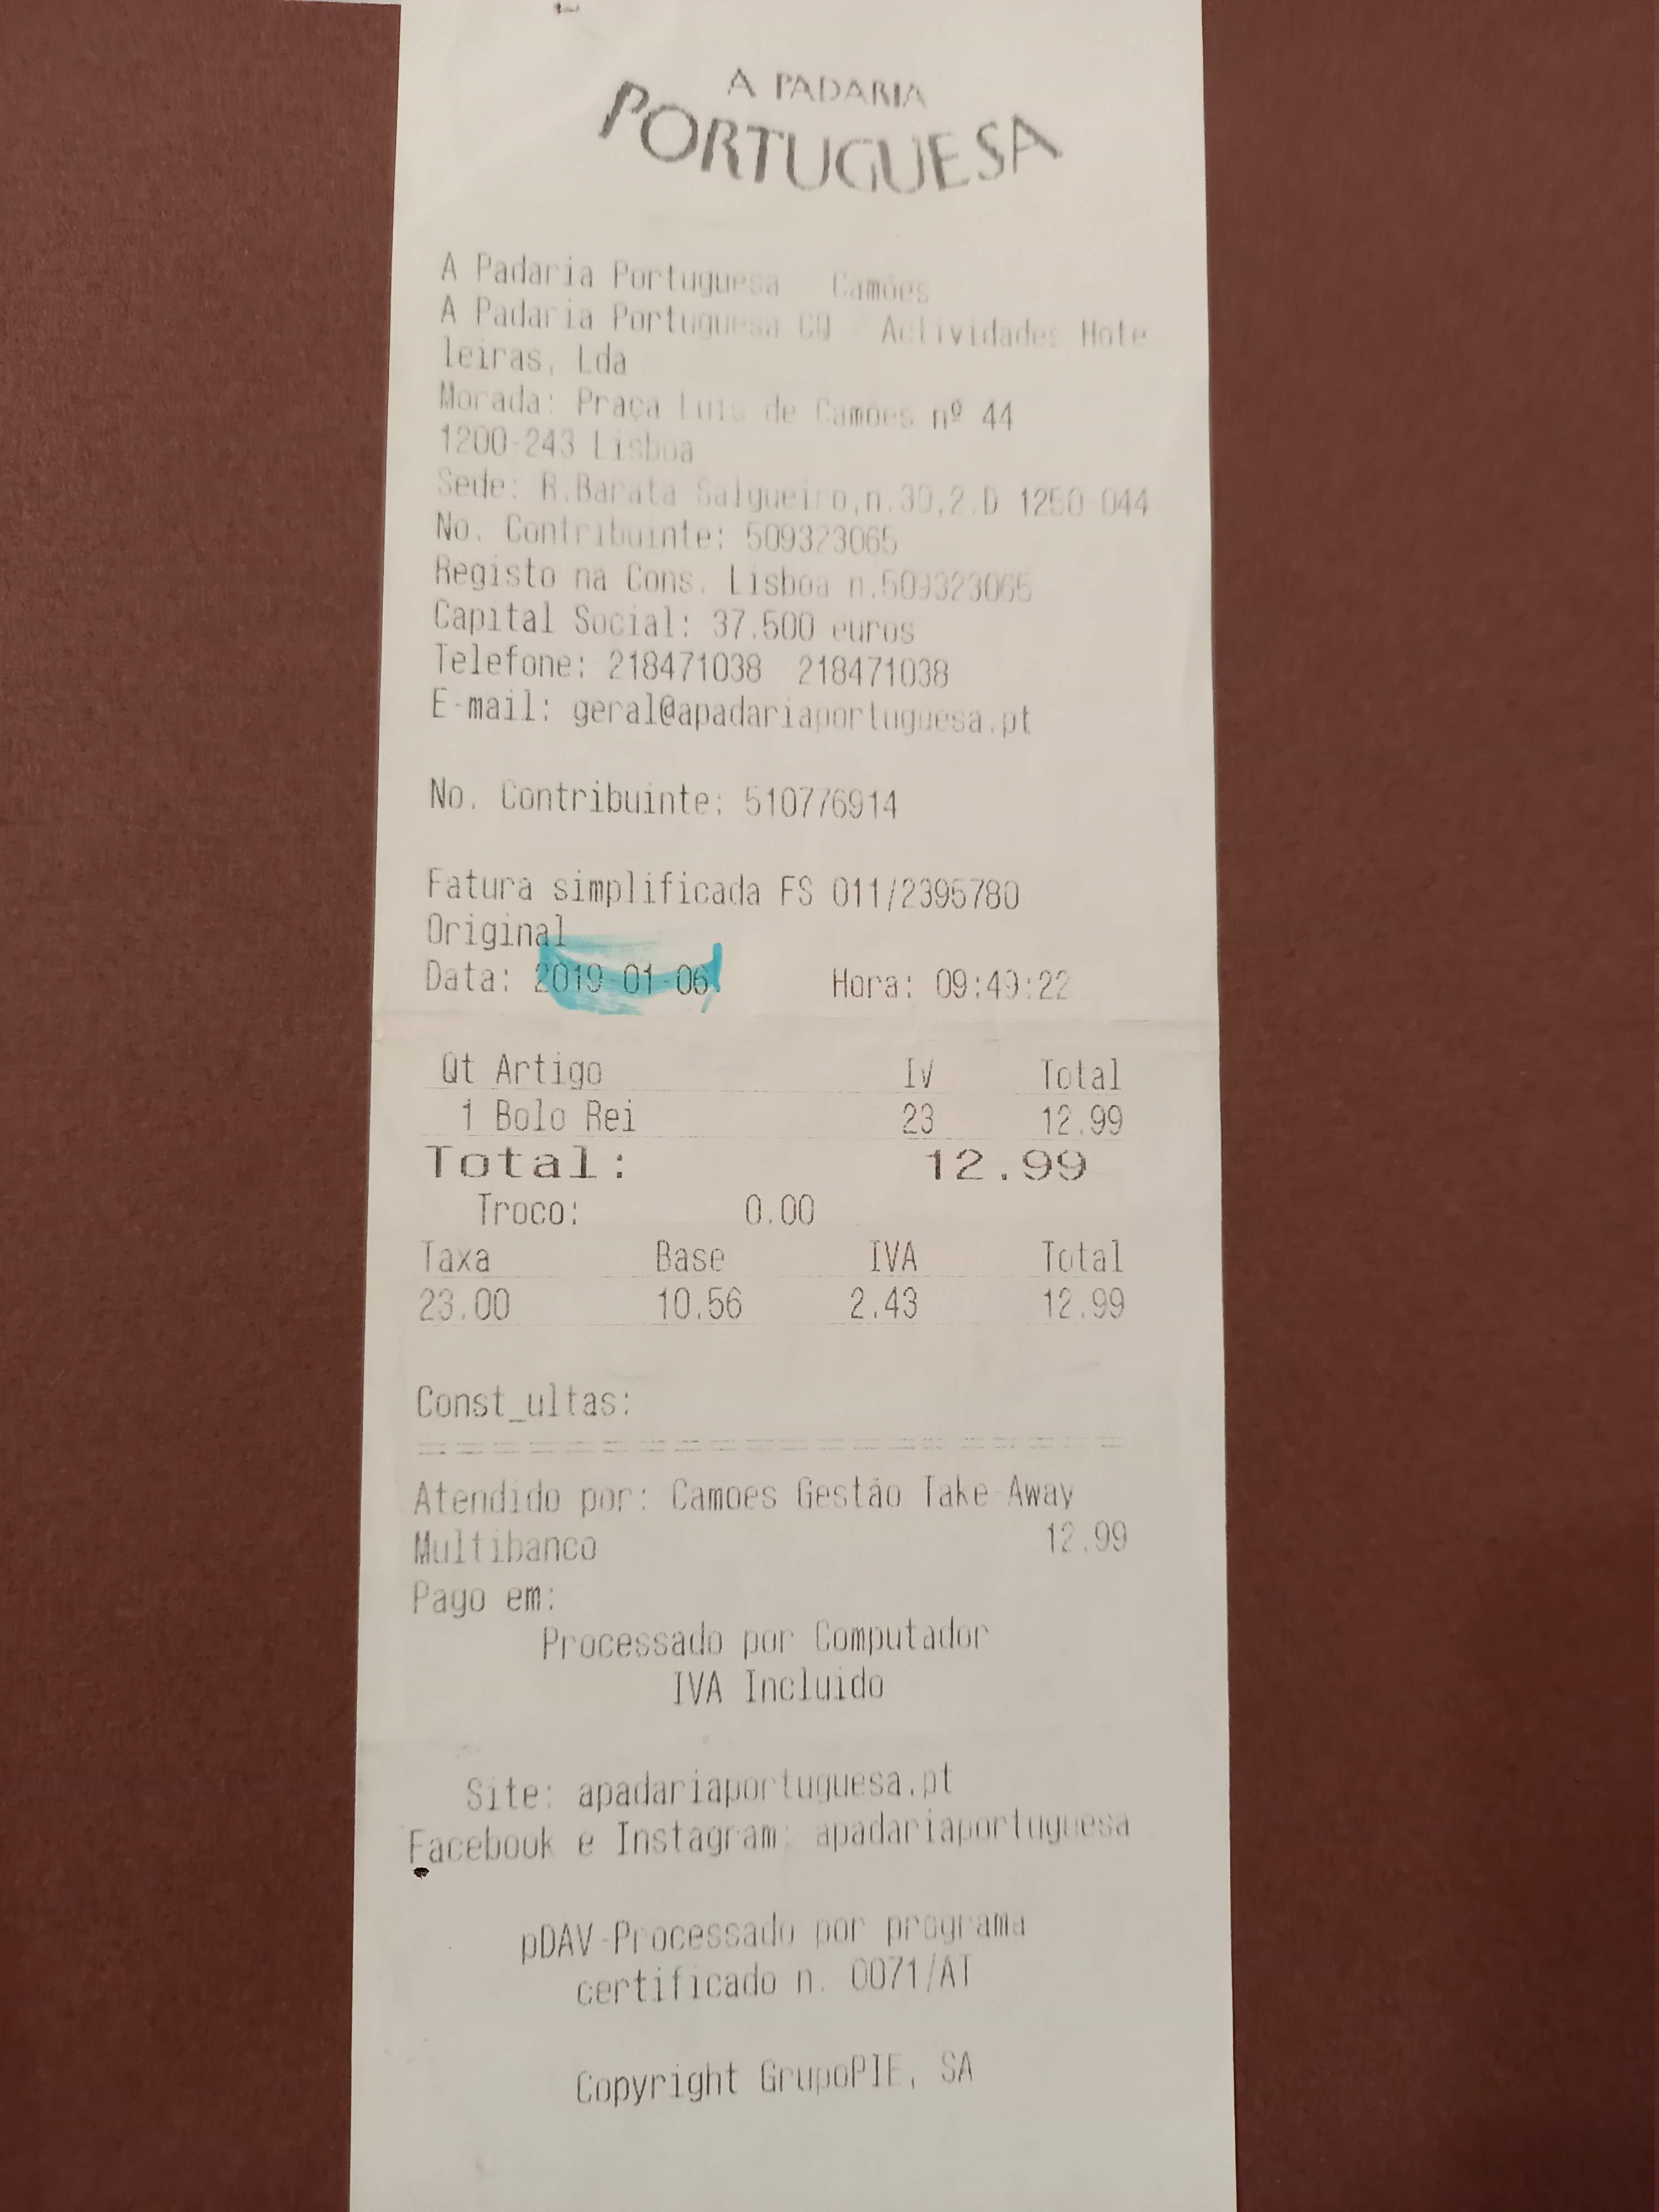 A PADARIA
PORTUGUESA
A Padaria Portuguesa Camões
A Padaria Portuguesa CQ Actividades Hote
leiras, Lda
Morada: Praça Luis de Camões nº 44
1200-243 Lisboa
Sede: R.Barata Salgueiro,n.30,2.D 1250-044
No. Contribuinte: 509323065
Registo na Cons. Lisboa n.509323065
Capital Social: 37.500 euros
Telefone: 218471038 218471038
E-mail: geral@apadariaportuguesa.pt
No. Contribuinte: 510776914
Fatura simplificada FS 011/2395780
Original
Data: 2019-01-06 Hora: 09:49:22
Qt Artigo Iv Total
1 Bolo Rei 23 12.99
Total: 12.99
Troco: 0.00
Taxa Base IVA Total
23.00 10.56 2.43 12.99
Const_ultas:
Atendido por: Camoes Gestão Take-Away
Multibanco 12.99
Pago em:
Processado por Computador
IVA Incluido
Site: apadariaportuguesa.pt
Facebook e Instagram: apadariaportuguesa
pDAV-Processado por programa
certificado n. 0071/AT
Copyright GrupoPIE, SA